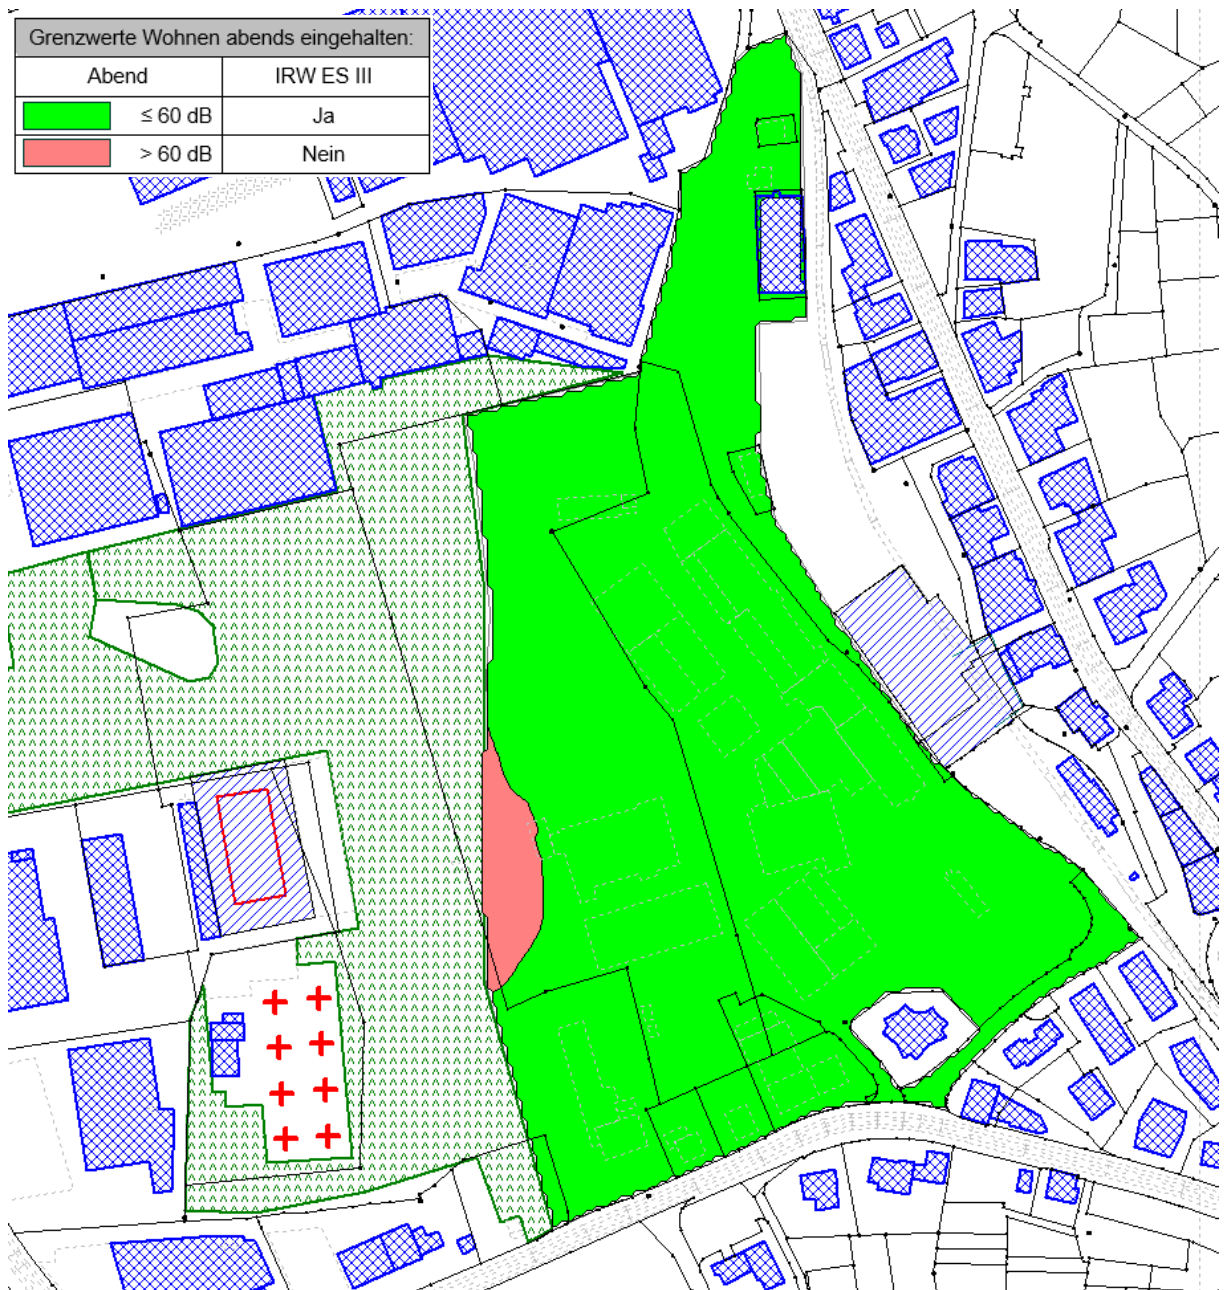 Grenzwerte Wohnen abends eingehalten:
Abend IRW ES III
≤ 60 dB Ja
> 60 dB Nein